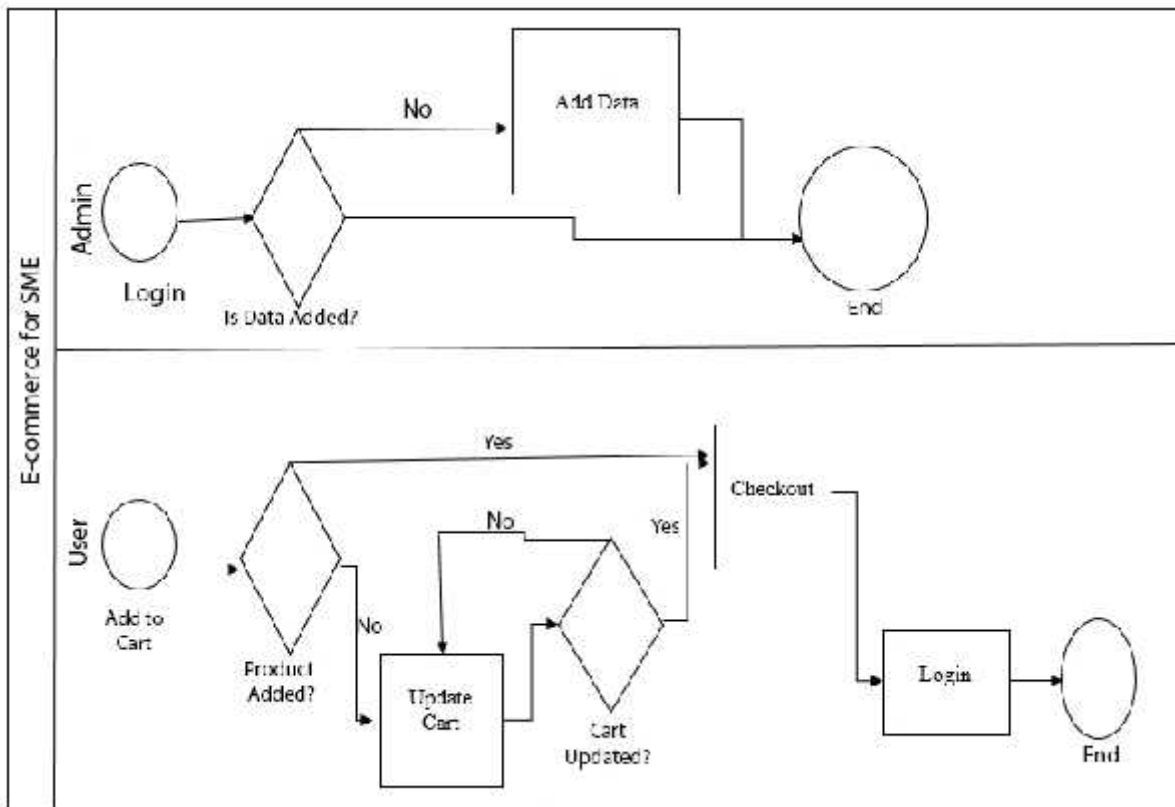 E-commerce for SME
Admin
No
Add Data
Login
Is Data Added?
End
User
Yes
No
Yes
Checkout
Add to
Cart
No
Product
Added?
Update
Cart
Cart
Updated?
Login
End